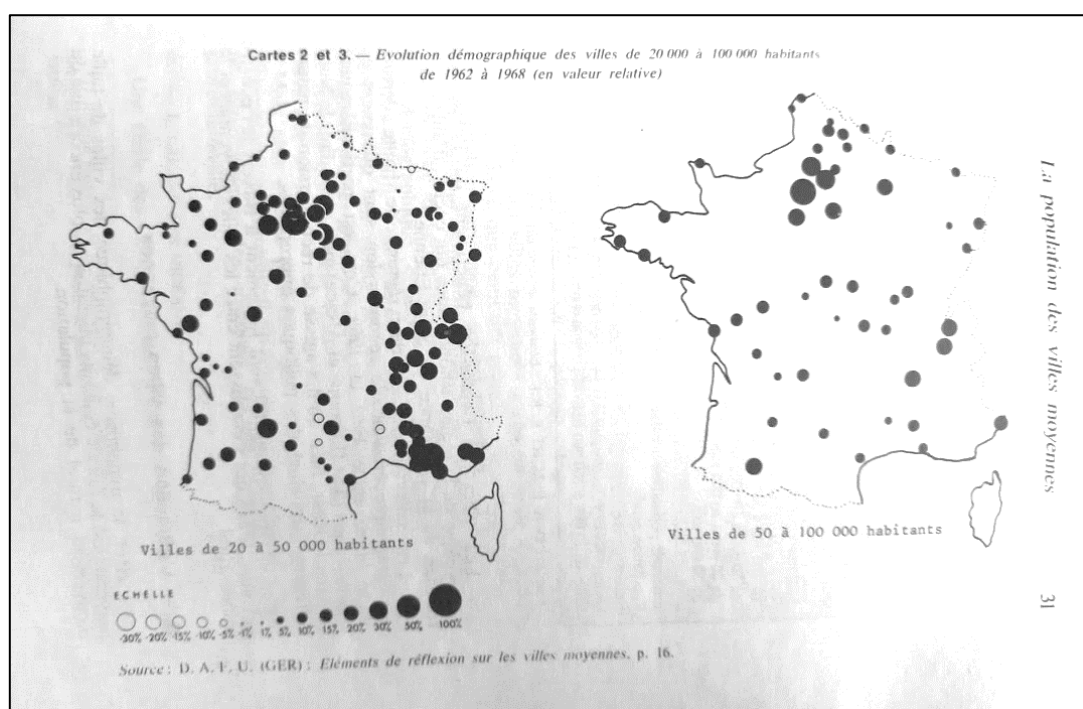 Cartes 2 et 3. — Evolution démographique des villes de 20 000 à 100 000 habitants
de 1962 à 1968 (en valeur relative)
La population des villes moyennes
31
Villes de 20 à 50 000 habitants
Villes de 50 à 100 000 habitants
ECHELLE
-30% -20% -15% -10% -5% -1% 1% 5% 10% 15% 20% 30% 50% 100%
Source : D. A. F. U. (GER) : Eléments de réflexion sur les villes moyennes, p. 16.